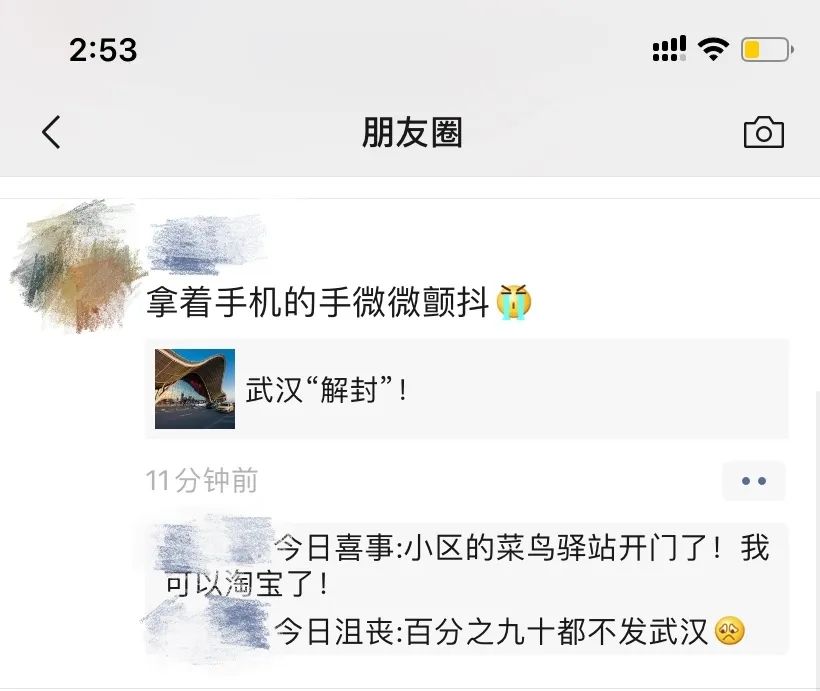 2:53
朋友圈
拿着手机的手微微颤抖😭
武汉“解封”！
11分钟前
今日喜事:小区的菜鸟驿站开门了！我
可以淘宝了！
今日沮丧:百分之九十都不发武汉🥺